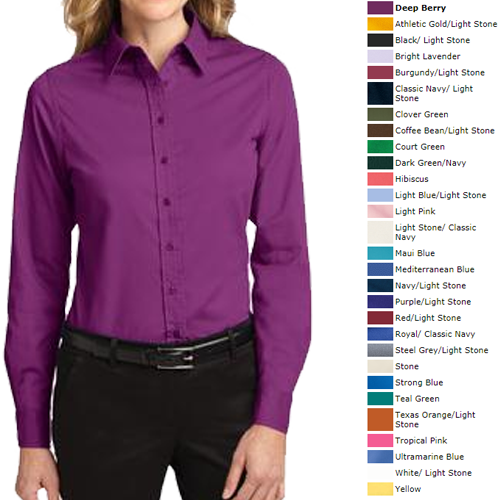 Deep Berry
Athletic Gold/Light Stone
Black/ Light Stone
Bright Lavender
Burgundy/Light Stone
Classic Navy/ Light
Stone
Clover Green
Coffee Bean/Light Stone
Court Green
Dark Green/Navy
Hibiscus
Light Blue/Light Stone
Light Pink
Light Stone/ Classic
Navy
Maui Blue
Mediterranean Blue
Navy/Light Stone
Purple/Light Stone
Red/Light Stone
Royal/ Classic Navy
Steel Grey/Light Stone
Stone
Strong Blue
Teal Green
Texas Orange/Light
Stone
Tropical Pink
Ultramarine Blue
White/ Light Stone
Yellow